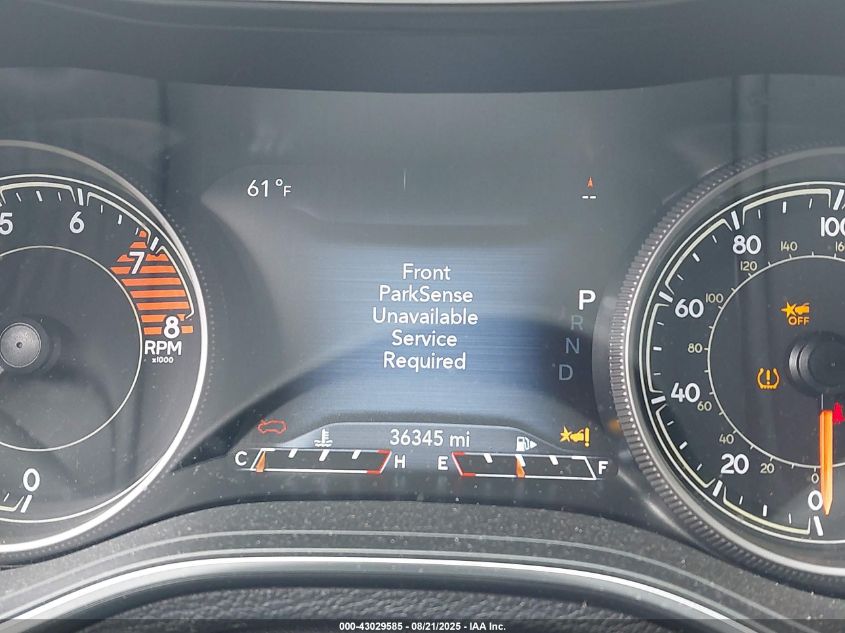 61°F
--
Front
ParkSense
Unavailable
Service
Required
P
R
N
D
36345 mi
C H E F
5 6 7 8
RPM
x1000
0
0 20 40 60 80 100
0 20 40 60 80 100 120 140 160
OFF
000-43029585 - 08/21/2025 - IAA Inc.